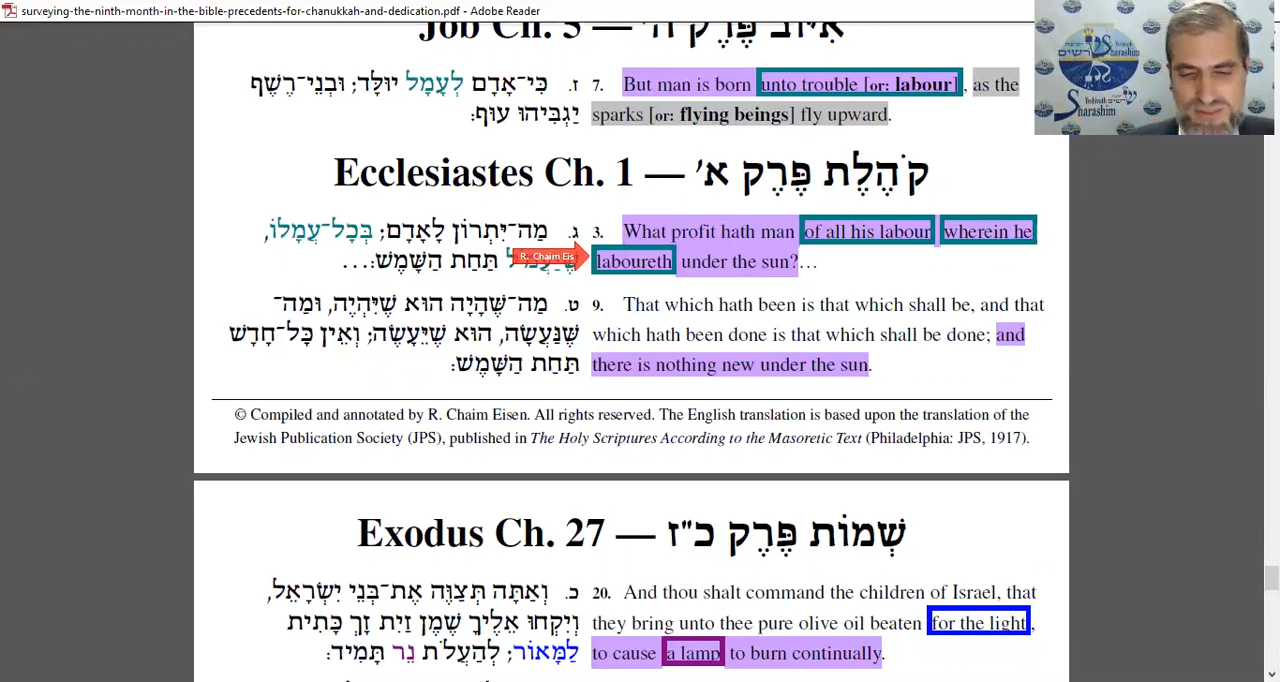 surveying-the-ninth-month-in-the-bible-precedents-for-chanukkah-and-dedication.pdf - Adobe Reader
Job Ch. 5 — אִיּוֹב פֶּרֶק ה׳
ז. כִּי־אָדָם לְעָמָל יוּלָּד; וּבְנֵי־רֶשֶׁף
יַגְבִּיהוּ עוּף:
7. But man is born unto trouble [or: labour], as the
sparks [or: flying beings] fly upward.
Ecclesiastes Ch. 1 — קֹהֶלֶת פֶּרֶק א׳
ג. מַה־יִּתְרוֹן לָאָדָם; בְּכָל־עֲמָלוֹ,
שֶׁיַּעֲמֹל תַּחַת הַשָּׁמֶשׁ:...
R. Chaim Eis
3. What profit hath man of all his labour wherein he
laboureth under the sun?...
ט. מַה־שֶּׁהָיָה הוּא שֶׁיִּהְיֶה, וּמַה־
שֶּׁנַּעֲשָׂה, הוּא שֶׁיֵּעָשֶׂה; וְאֵין כָּל־חָדָשׁ
תַּחַת הַשָּׁמֶשׁ:
9. That which hath been is that which shall be, and that
which hath been done is that which shall be done; and
there is nothing new under the sun.
© Compiled and annotated by R. Chaim Eisen. All rights reserved. The English translation is based upon the translation of the
Jewish Publication Society (JPS), published in The Holy Scriptures According to the Masoretic Text (Philadelphia: JPS, 1917).
Exodus Ch. 27 — שְׁמוֹת פֶּרֶק כ״ז
כ. וְאַתָּה תְּצַוֶּה אֶת־בְּנֵי יִשְׂרָאֵל,
וְיִקְחוּ אֵלֶיךָ שֶׁמֶן זַיִת זָךְ כָּתִית
לַמָּאוֹר; לְהַעֲלֹת נֵר תָּמִיד:
20. And thou shalt command the children of Israel, that
they bring unto thee pure olive oil beaten for the light,
to cause a lamp to burn continually.
Sharashim
Yeshivath